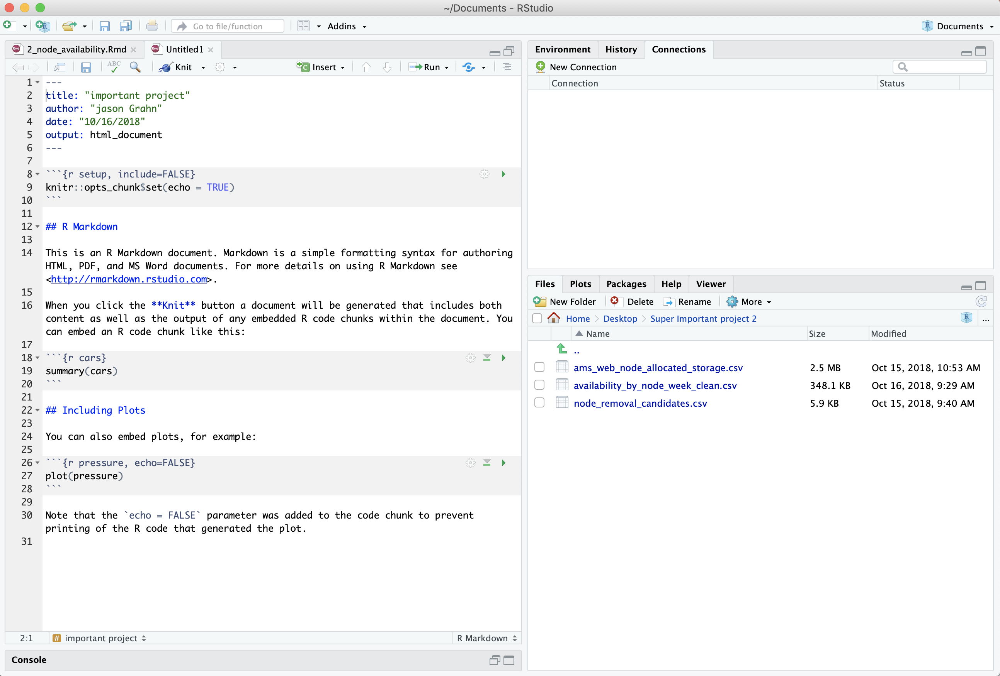 ~/Documents - RStudio
Go to file/function
Addins
Documents
2_node_availability.Rmd
Untitled1
ABC
Knit
Insert
Run
1 ---
2 title: "important project"
3 author: "jason Grahn"
4 date: "10/16/2018"
5 output: html_document
6 ---
7
8 ```{r setup, include=FALSE}
9 knitr::opts_chunk$set(echo = TRUE)
10 ```
11
12 ## R Markdown
13
14 This is an R Markdown document. Markdown is a simple formatting syntax for authoring
HTML, PDF, and MS Word documents. For more details on using R Markdown see
<http://rmarkdown.rstudio.com>.
15
16 When you click the **Knit** button a document will be generated that includes both
content as well as the output of any embedded R code chunks within the document. You
can embed an R code chunk like this:
17
18 ```{r cars}
19 summary(cars)
20 ```
21
22 ## Including Plots
23
24 You can also embed plots, for example:
25
26 ```{r pressure, echo=FALSE}
27 plot(pressure)
28 ```
29
30 Note that the `echo = FALSE` parameter was added to the code chunk to prevent
printing of the R code that generated the plot.
31
2:1 # important project R Markdown
Console
Environment History Connections
New Connection
Connection Status
Files Plots Packages Help Viewer
New Folder Delete Rename More
Home Desktop Super Important project 2 R ...
Name Size Modified
..
ams_web_node_allocated_storage.csv 2.5 MB Oct 15, 2018, 10:53 AM
availability_by_node_week_clean.csv 348.1 KB Oct 16, 2018, 9:29 AM
node_removal_candidates.csv 5.9 KB Oct 15, 2018, 9:40 AM